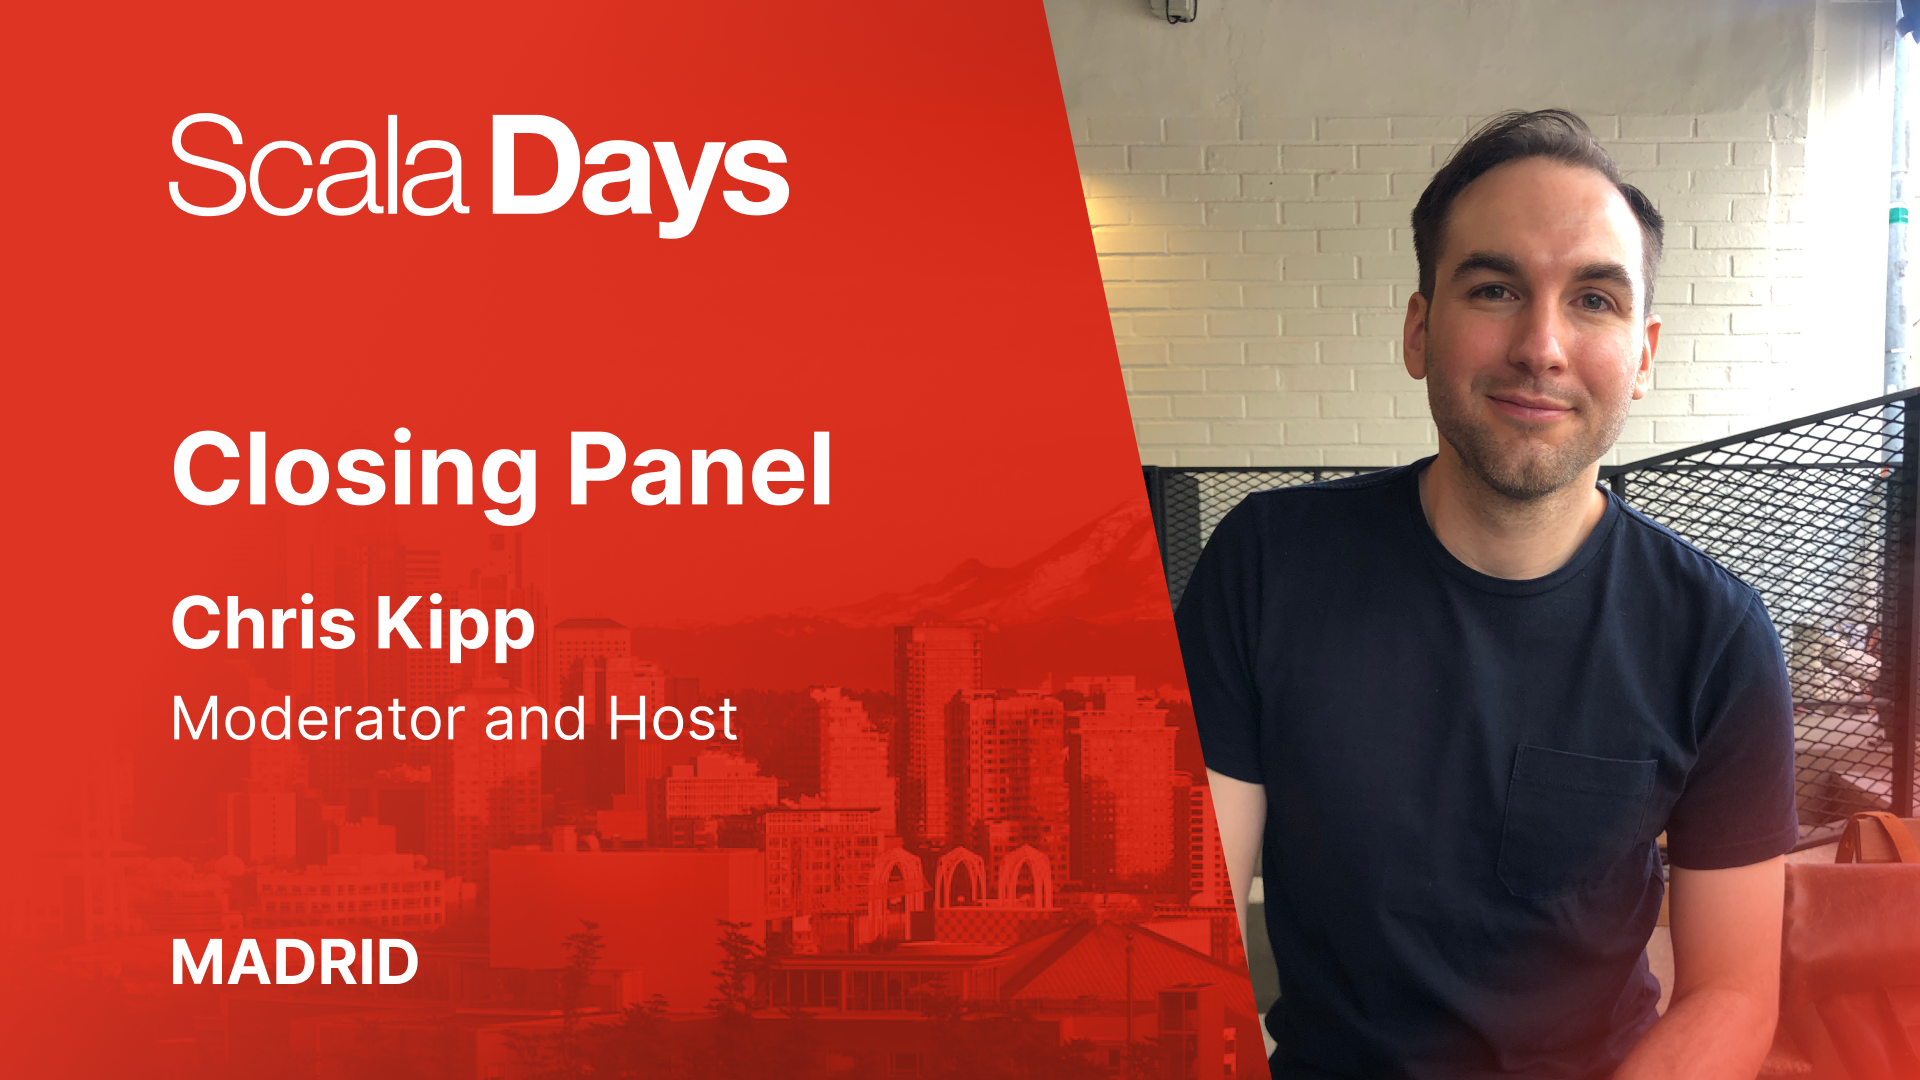 Scala Days
Closing Panel
Chris Kipp
Moderator and Host
MADRID